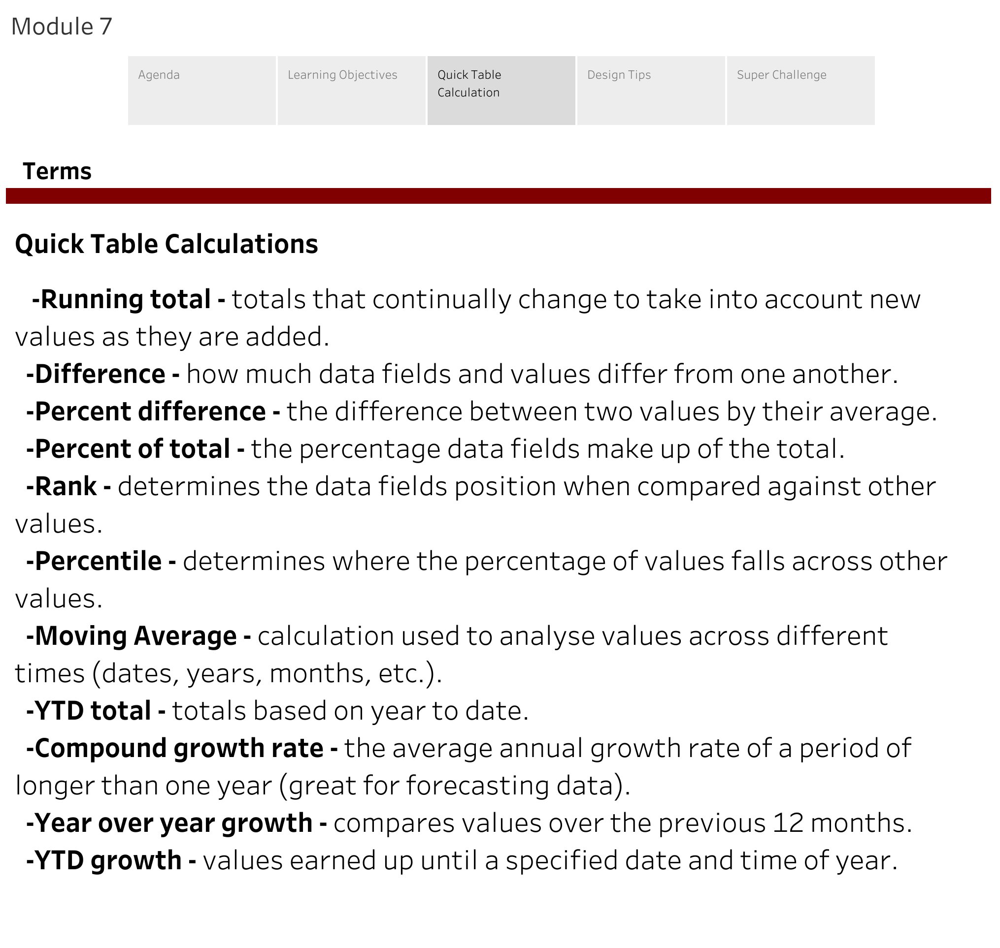 Module 7
Agenda
Learning Objectives
Quick Table
Calculation
Design Tips
Super Challenge
Terms
Quick Table Calculations
-Running total - totals that continually change to take into account new
values as they are added.
-Difference - how much data fields and values differ from one another.
-Percent difference - the difference between two values by their average.
-Percent of total - the percentage data fields make up of the total.
-Rank - determines the data fields position when compared against other
values.
-Percentile - determines where the percentage of values falls across other
values.
-Moving Average - calculation used to analyse values across different
times (dates, years, months, etc.).
-YTD total - totals based on year to date.
-Compound growth rate - the average annual growth rate of a period of
longer than one year (great for forecasting data).
-Year over year growth - compares values over the previous 12 months.
-YTD growth - values earned up until a specified date and time of year.